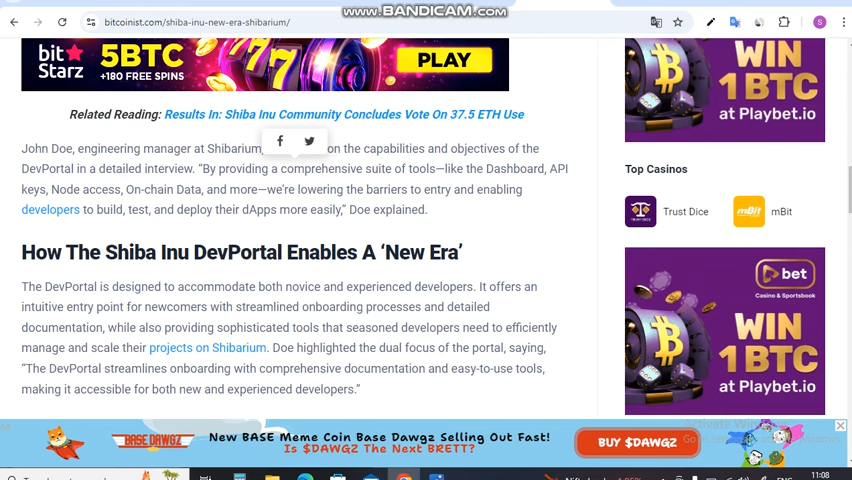 www.BANDICAM.com
bitcoinist.com/shiba-inu-new-era-shibarium/
S
bit
Starz
5BTC
+180 FREE SPINS
PLAY
Related Reading: Results In: Shiba Inu Community Concludes Vote On 37.5 ETH Use
John Doe, engineering manager at Shibarium, on the capabilities and objectives of the
DevPortal in a detailed interview. “By providing a comprehensive suite of tools—like the Dashboard, API
keys, Node access, On-chain Data, and more—we’re lowering the barriers to entry and enabling
developers to build, test, and deploy their dApps more easily,” Doe explained.
How The Shiba Inu DevPortal Enables A ‘New Era’
The DevPortal is designed to accommodate both novice and experienced developers. It offers an
intuitive entry point for newcomers with streamlined onboarding processes and detailed
documentation, while also providing sophisticated tools that seasoned developers need to efficiently
manage and scale their projects on Shibarium. Doe highlighted the dual focus of the portal, saying,
“The DevPortal streamlines onboarding with comprehensive documentation and easy-to-use tools,
making it accessible for both new and experienced developers.”
WIN
1 BTC
at Playbet.io
Top Casinos
Trust Dice
mBit
mBit
bet
Casino & Sportsbook
WIN
1 BTC
at Playbet.io
Activate Win
Ad
BASE DAWGZ
New BASE Meme Coin Base Dawgz Selling Out Fast!
Is $DAWGZ The Next BRETT?
BUY $DAWGZ
ENG
11:08